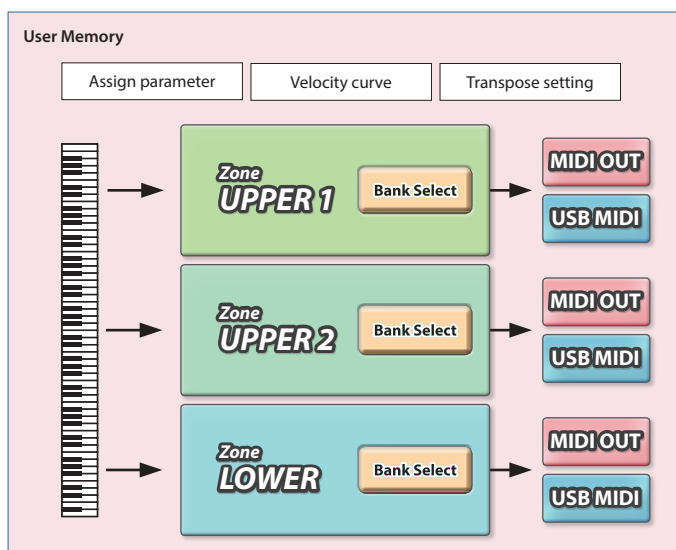 User Memory
Assign parameter
Velocity curve
Transpose setting
Zone
UPPER 1
Bank Select
MIDI OUT
USB MIDI
Zone
UPPER 2
Bank Select
MIDI OUT
USB MIDI
Zone
LOWER
Bank Select
MIDI OUT
USB MIDI